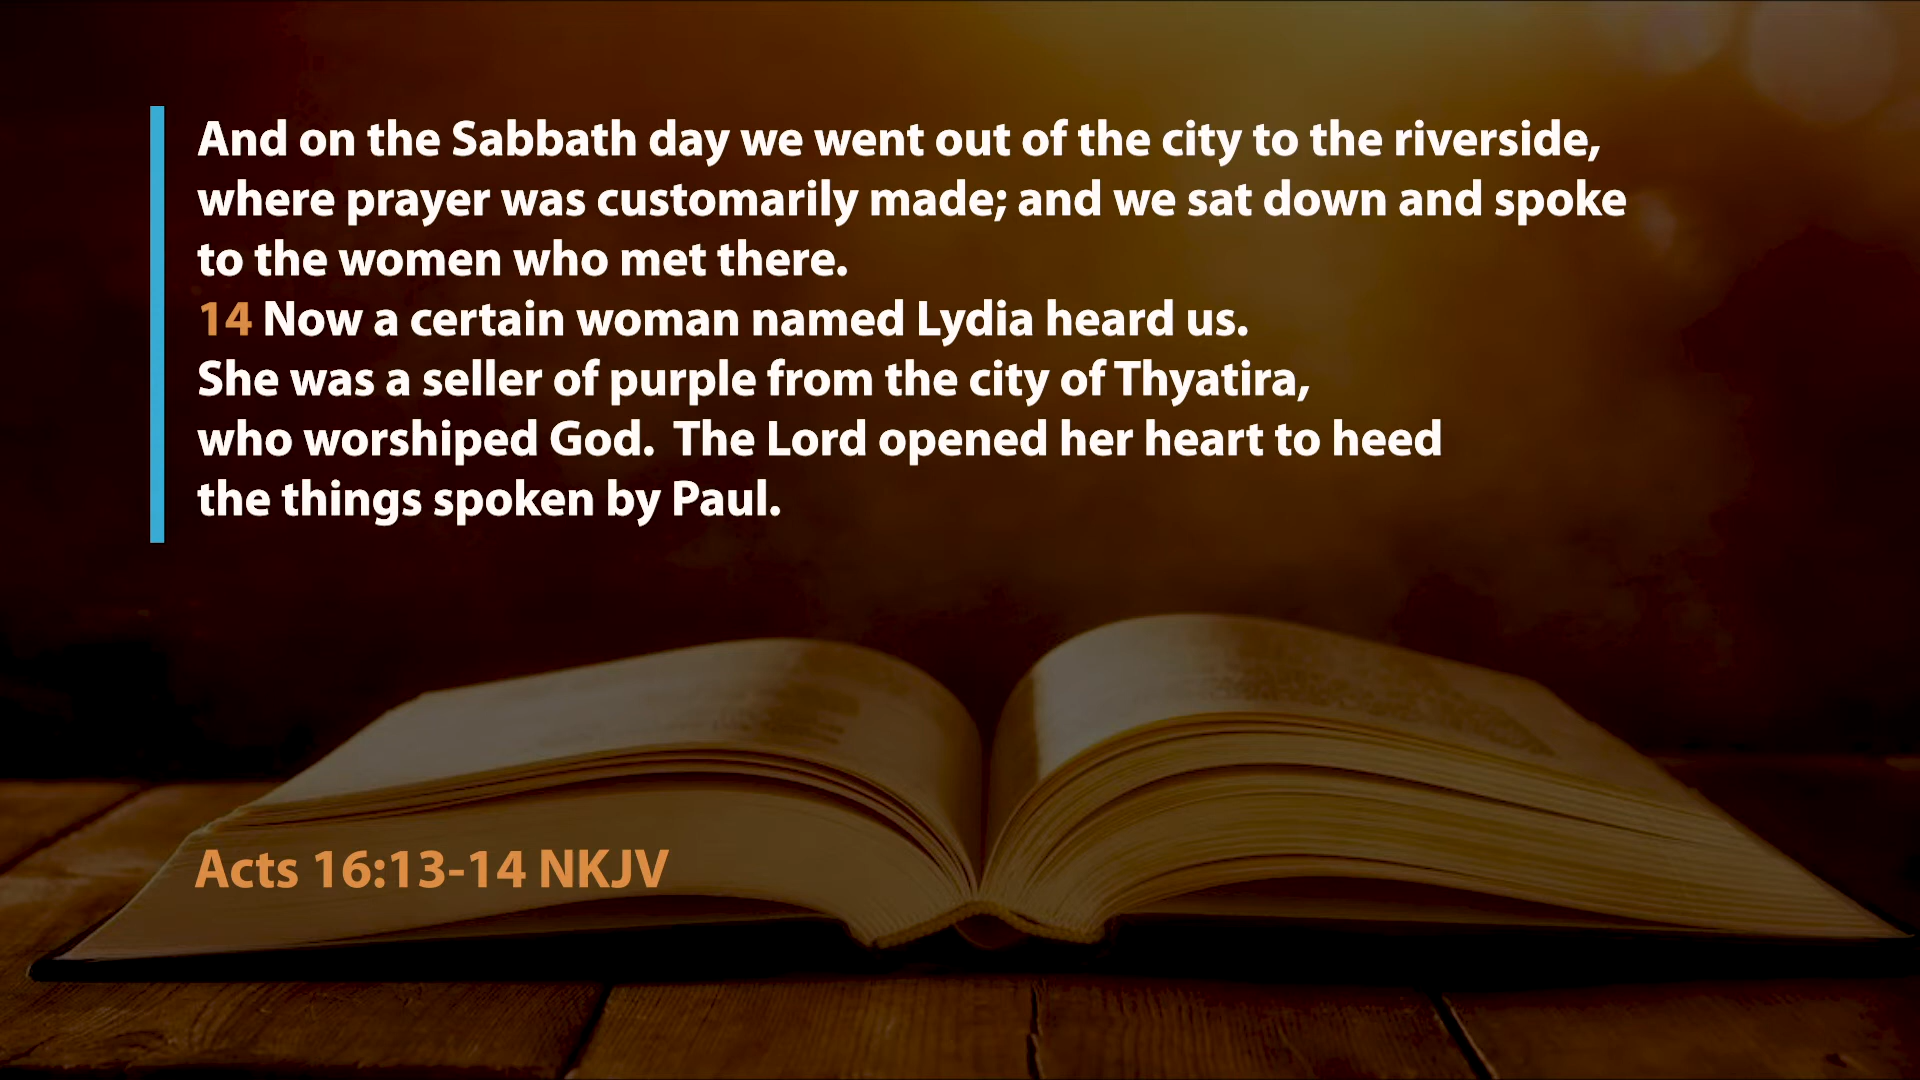 And on the Sabbath day we went out of the city to the riverside,
where prayer was customarily made; and we sat down and spoke
to the women who met there.
14 Now a certain woman named Lydia heard us.
She was a seller of purple from the city of Thyatira,
who worshiped God.  The Lord opened her heart to heed
the things spoken by Paul.
Acts 16:13-14 NKJV